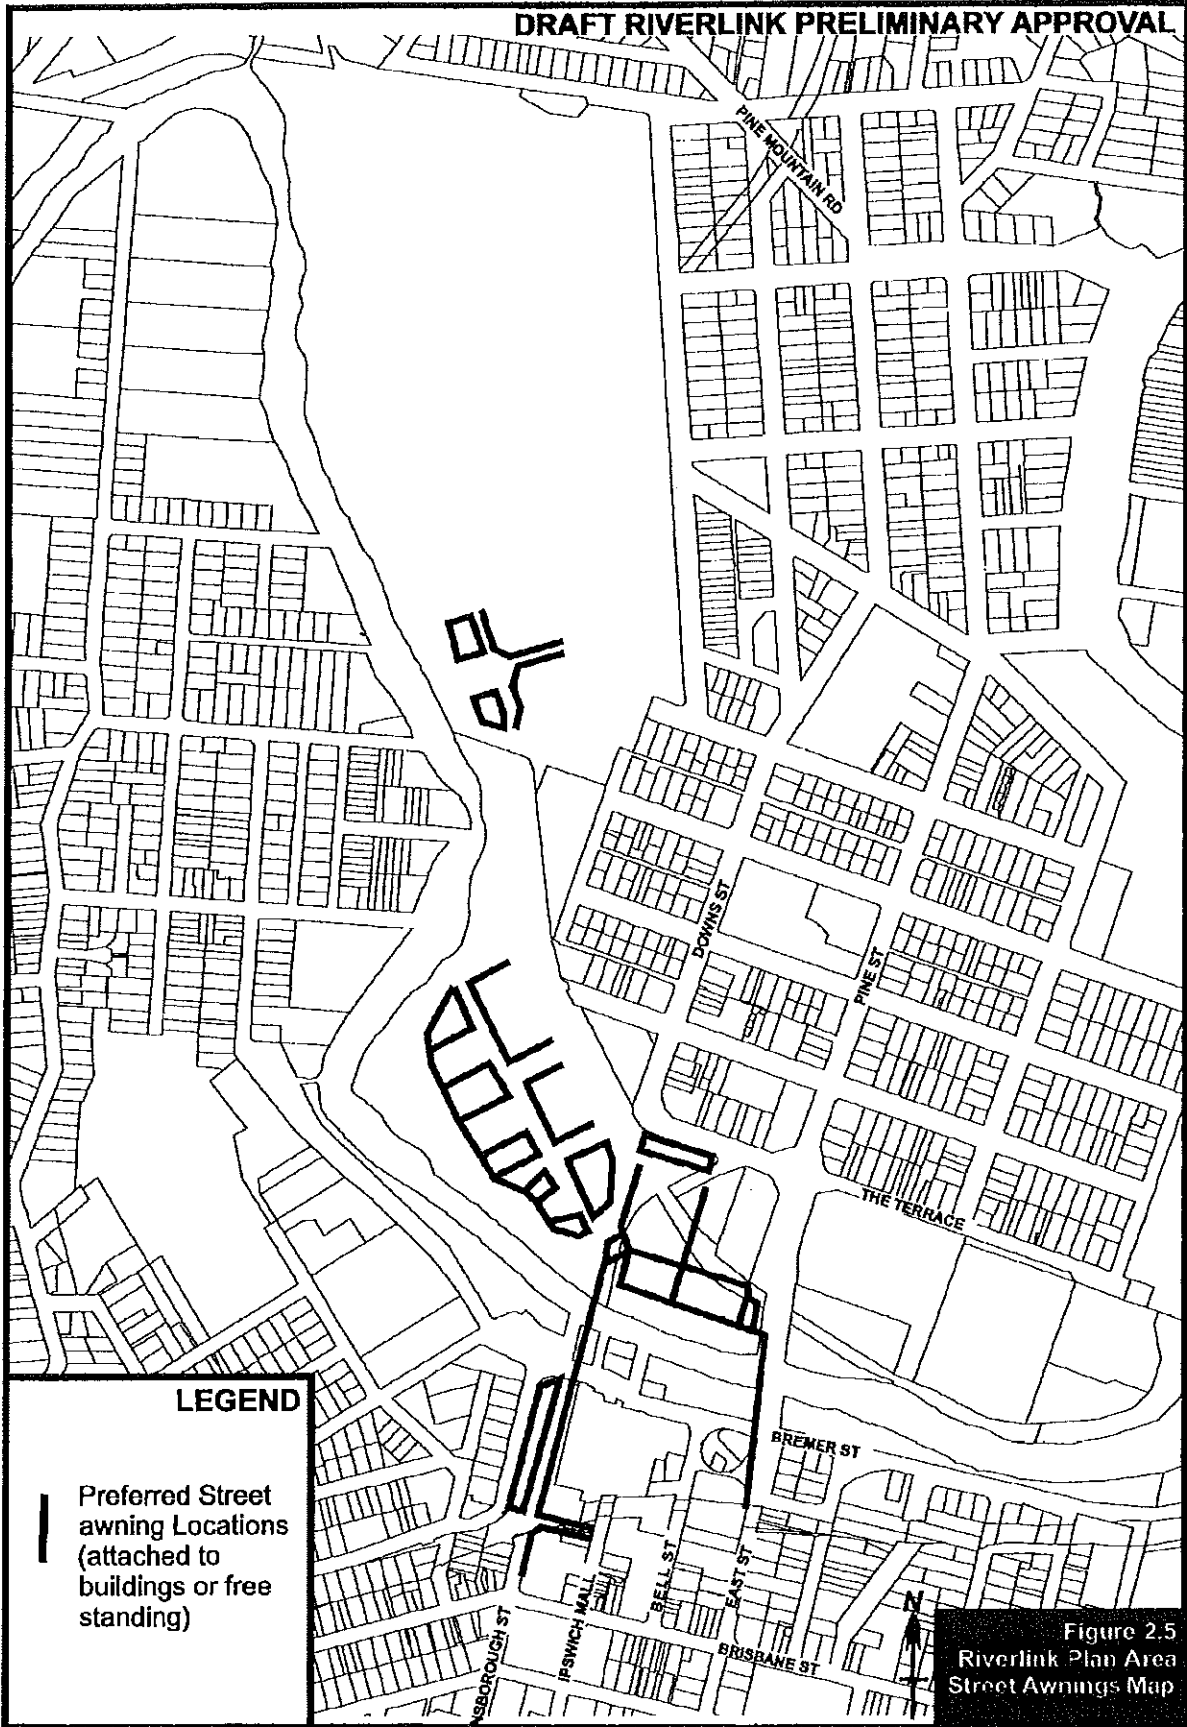 DRAFT RIVERLINK PRELIMINARY APPROVAL
PINE MOUNTAIN RD
DOWNS ST
PINE ST
THE TERRACE
LEGEND
Preferred Street
awning Locations
(attached to
buildings or free
standing)
BREMER ST
BELL ST
EAST ST
IPSWICH MALL
NSBOROUGH ST
BRISBANE ST
N
Figure 2.5
Riverlink Plan Area
Street Awnings Map